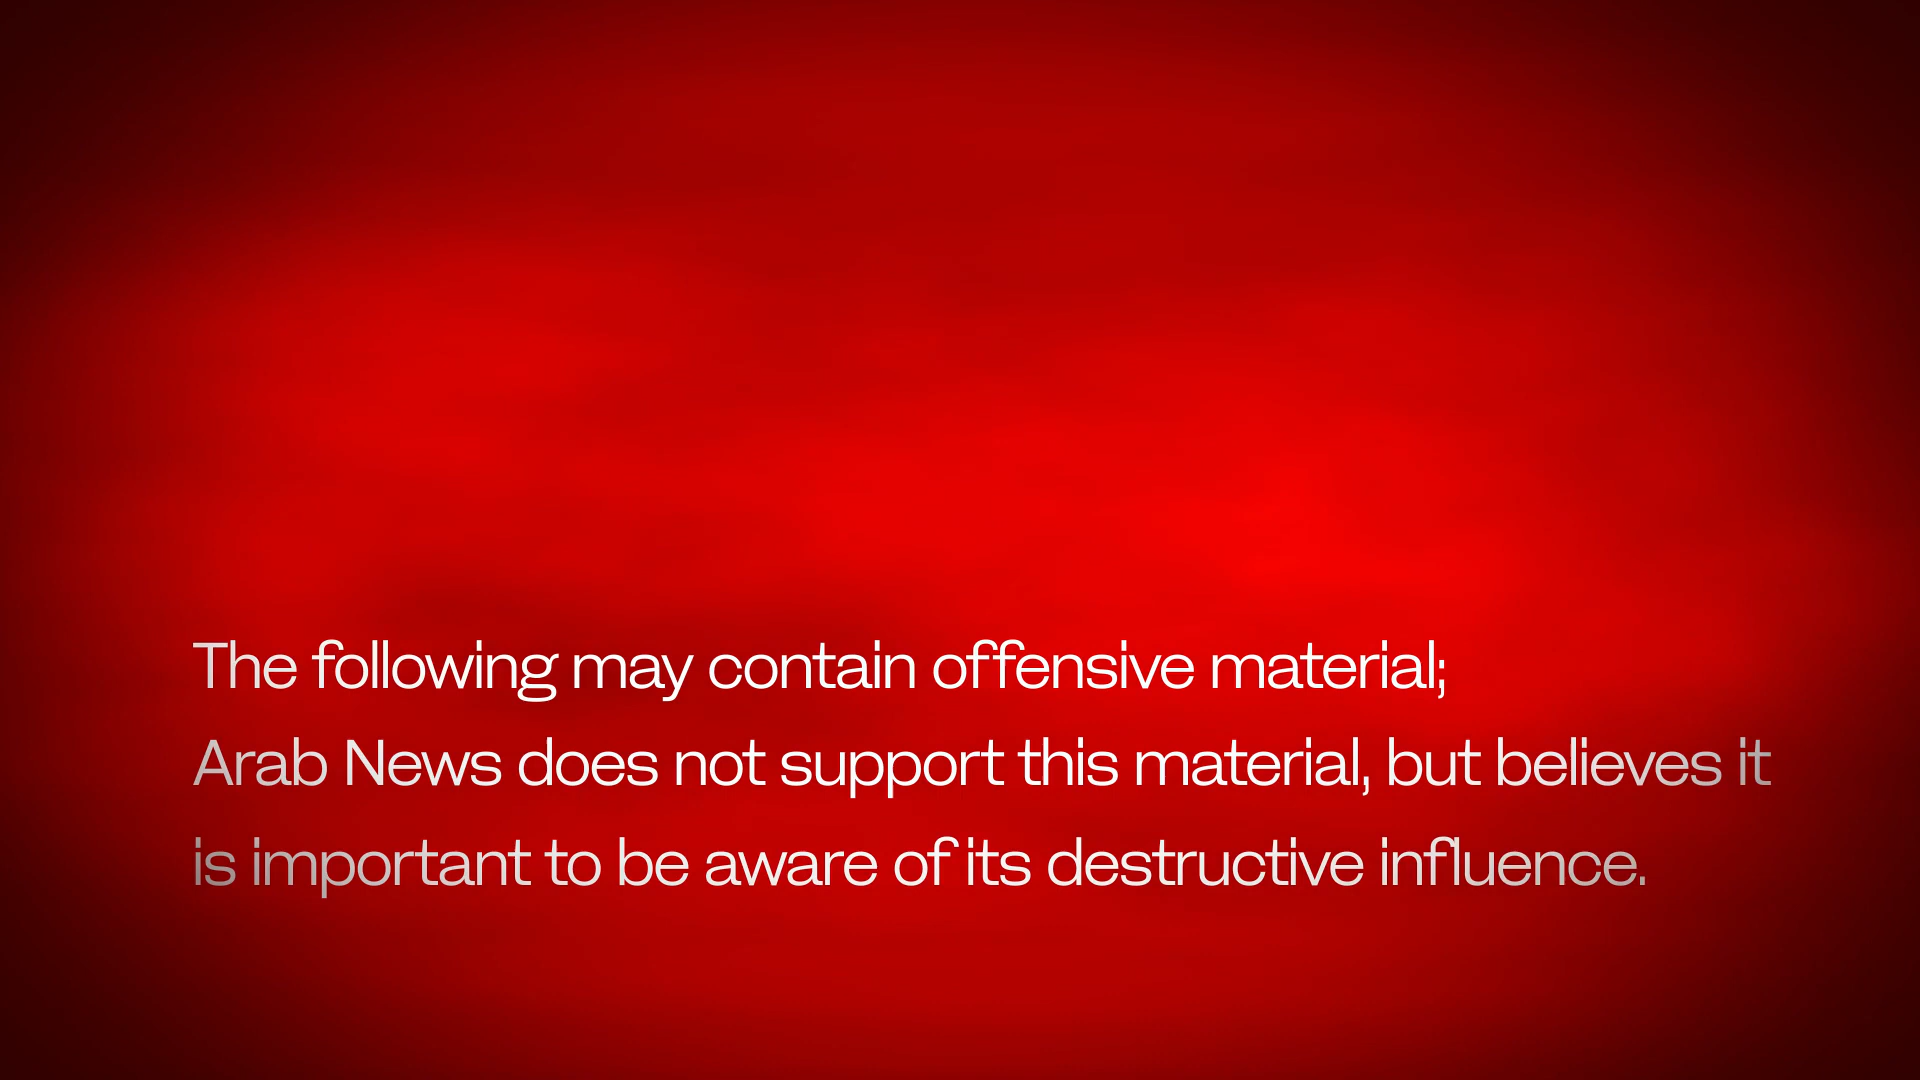 The following may contain offensive material;
Arab News does not support this material, but believes it
is important to be aware of its destructive influence.